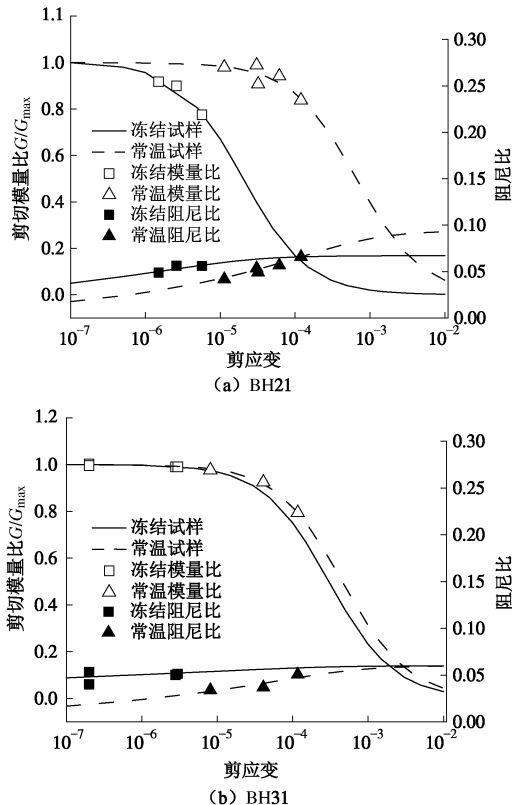 1.1
1.0
0.8
0.6
0.4
0.2
0.0
剪切模量比G/Gmax
冻结试样
常温试样
冻结模量比
常温模量比
冻结阻尼比
常温阻尼比
0.30
0.25
0.20
0.15
0.10
0.05
0.00
阻尼比
10⁻⁷ 10⁻⁶ 10⁻⁵ 10⁻⁴ 10⁻³ 10⁻²
剪应变
（a）BH21
1.2
1.0
0.8
0.6
0.4
0.2
0.0
剪切模量比G/Gmax
冻结试样
常温试样
冻结模量比
常温模量比
冻结阻尼比
常温阻尼比
0.30
0.25
0.20
0.15
0.10
0.05
0.00
阻尼比
10⁻⁷ 10⁻⁶ 10⁻⁵ 10⁻⁴ 10⁻³ 10⁻²
剪应变
（b）BH31